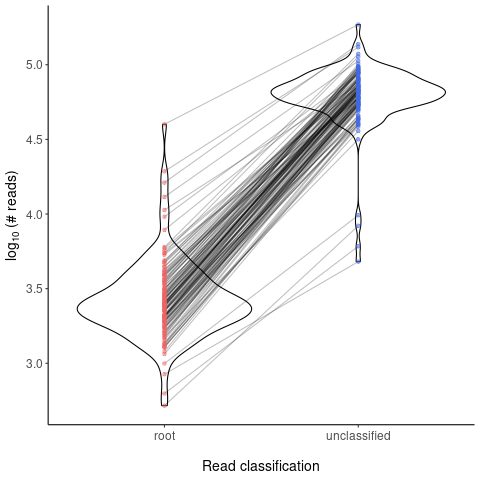 5.0
4.5
4.0
3.5
3.0
log₁₀ (# reads)
root unclassified
Read classification